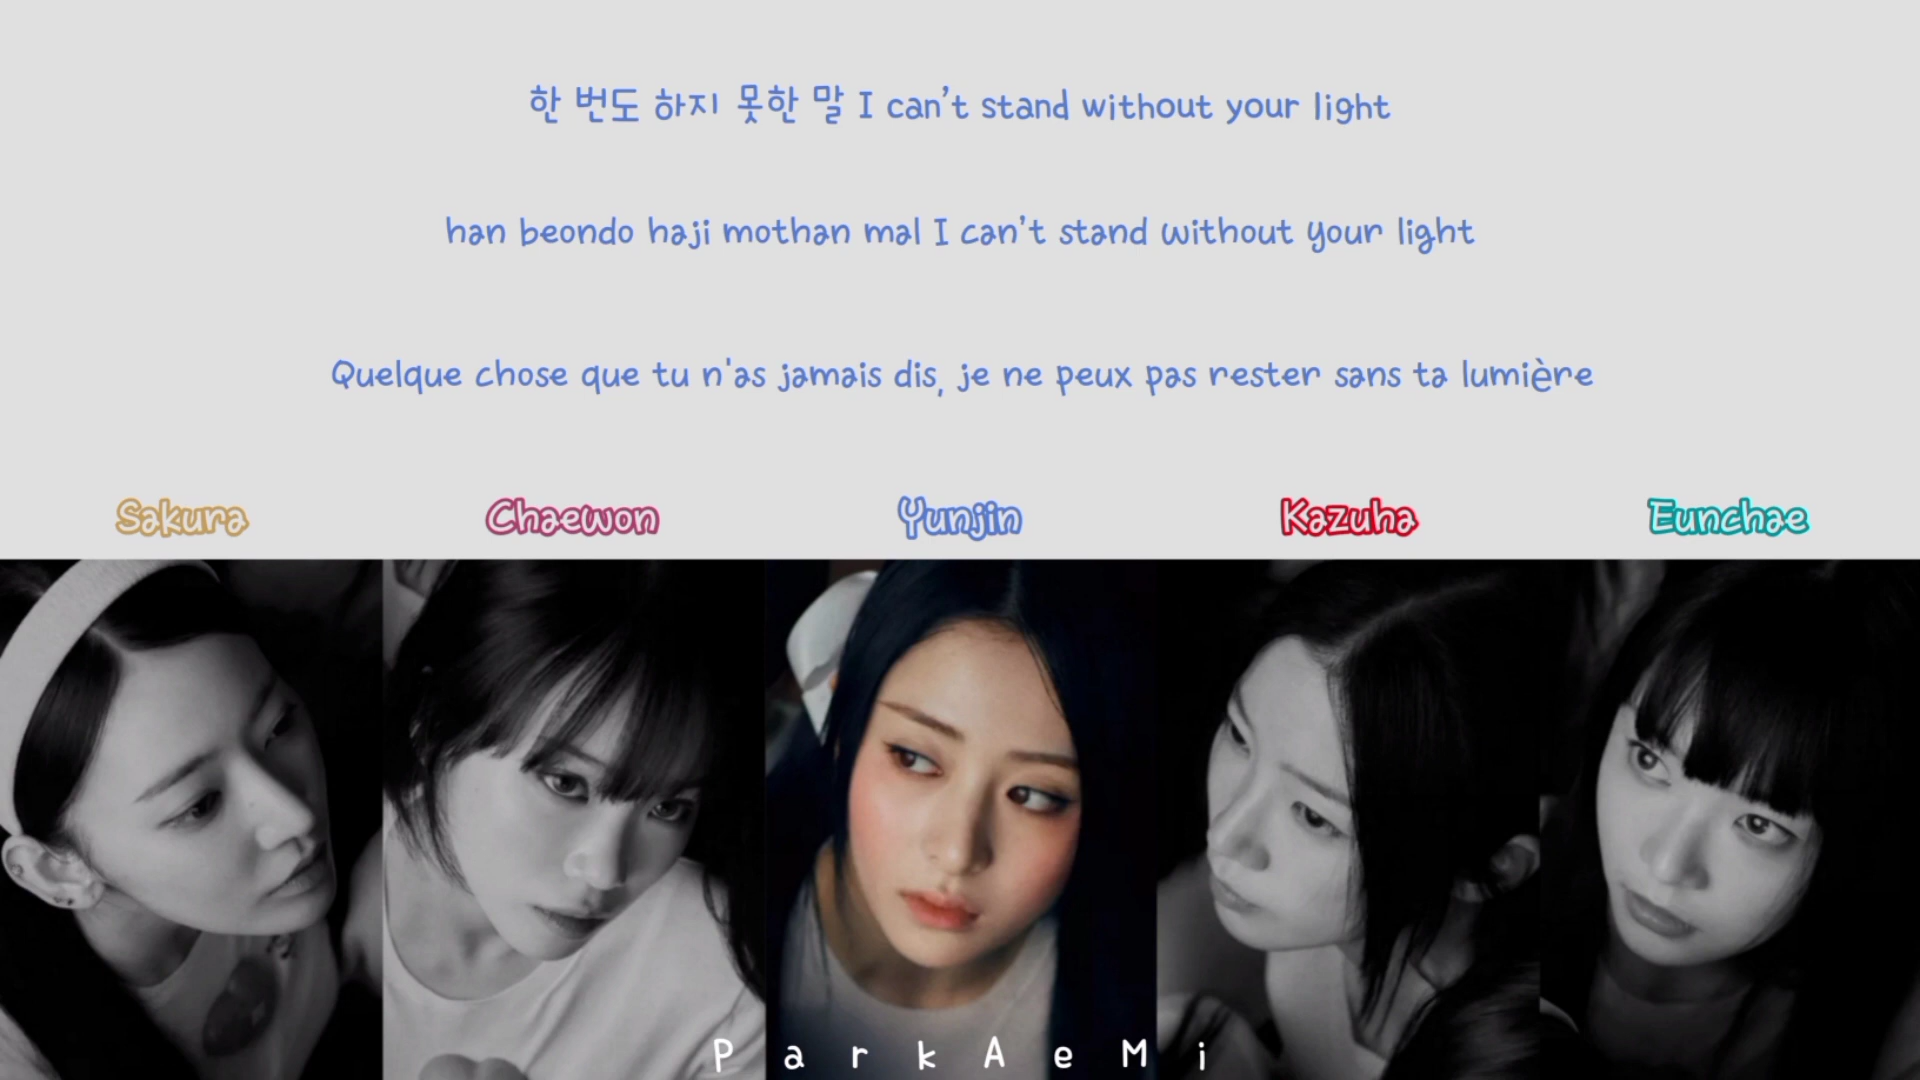 한 번도 하지 못한 말 I can’t stand without your light
han beondo haji mothan mal I can’t stand without your light
Quelque chose que tu n'as jamais dis, je ne peux pas rester sans ta lumière
Sakura Chaewon Yunjin Kazuha Eunchae
ParkAeMi